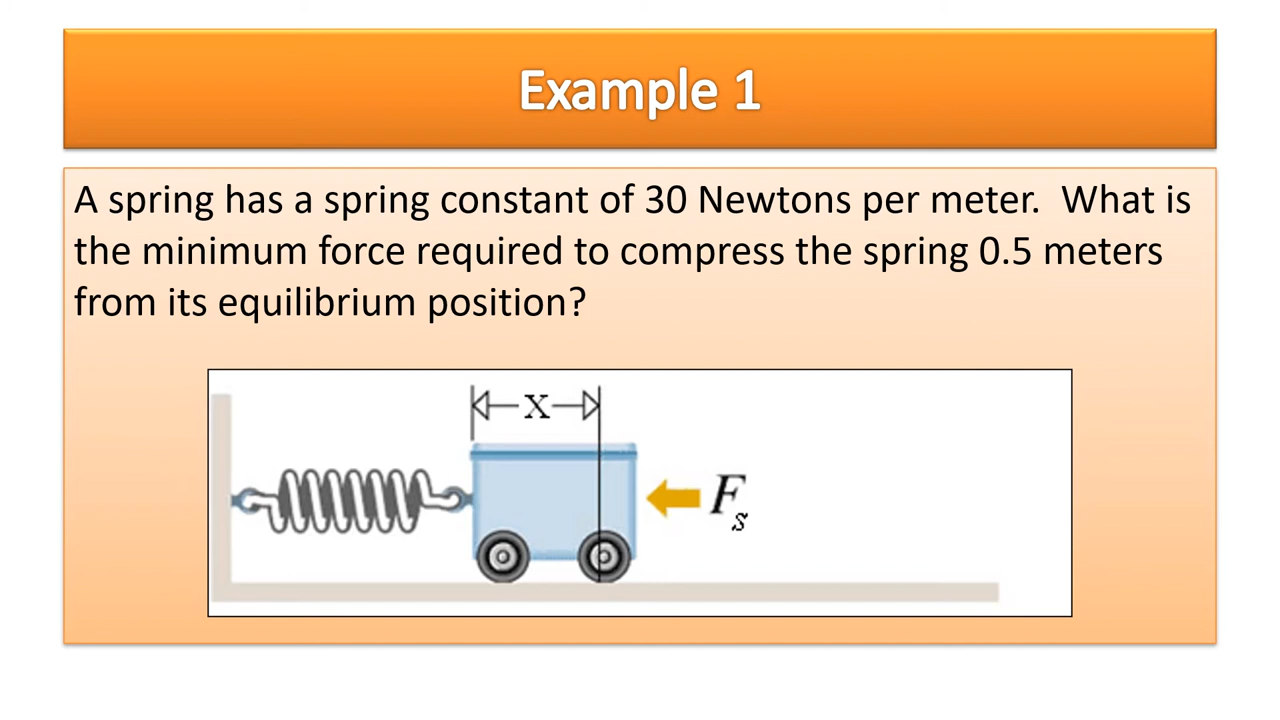 Example 1
A spring has a spring constant of 30 Newtons per meter.  What is
the minimum force required to compress the spring 0.5 meters
from its equilibrium position?
X
Fs